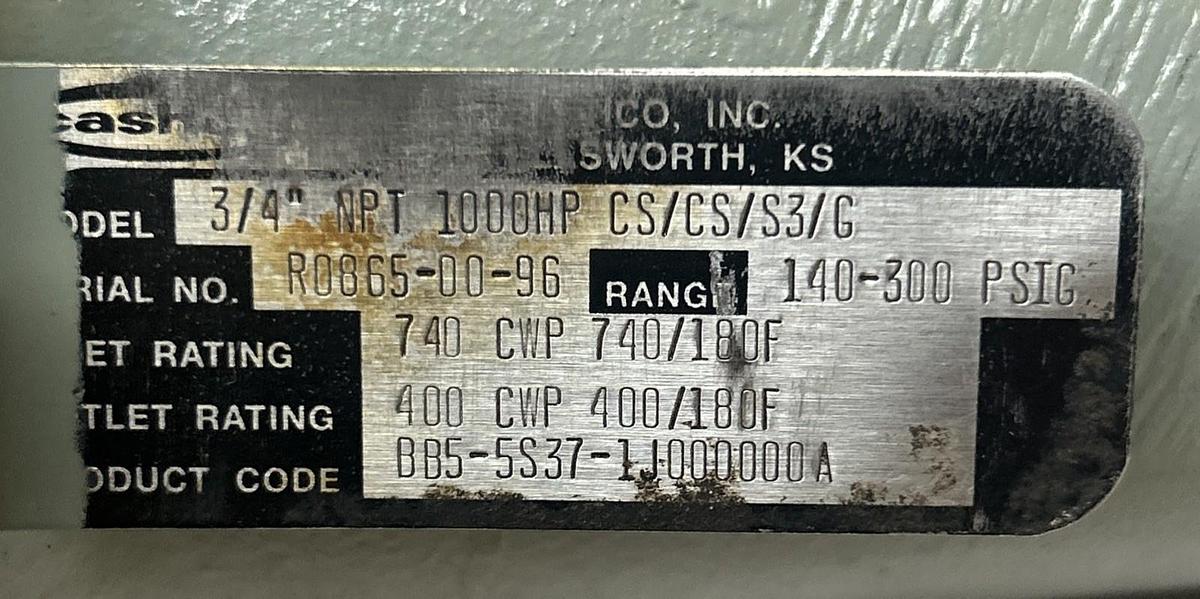 cash
CO, INC.
SWORTH, KS
ODEL 3/4" NPT 1000HP CS/CS/S3/G
RIAL NO. R0865-00-96 RANG 140-300 PSIG
ET RATING 740 CWP 740/180F
TLET RATING 400 CWP 400/180F
ODUCT CODE BB5-5S37-1J000000A